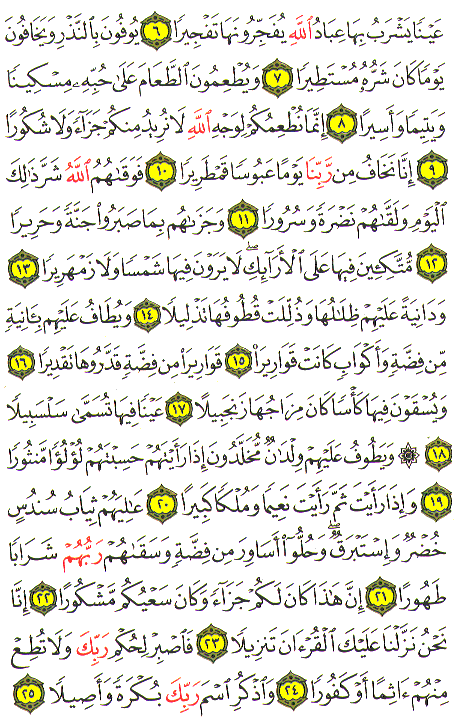 عَيْنًا يَشْرَبُ بِهَا عِبَادُ ٱللَّهِ يُفَجِّرُونَهَا تَفْجِيرًا ٦ يُوفُونَ بِٱلنَّذْرِ وَيَخَافُونَ
يَوْمًا كَانَ شَرُّهُۥ مُسْتَطِيرًا ٧ وَيُطْعِمُونَ ٱلطَّعَامَ عَلَىٰ حُبِّهِۦ مِسْكِينًا
وَيَتِيمًا وَأَسِيرًا ٨ إِنَّمَا نُطْعِمُكُمْ لِوَجْهِ ٱللَّهِ لَا نُرِيدُ مِنكُمْ جَزَآءً وَلَا شُكُورًا
٩ إِنَّا نَخَافُ مِن رَّبِّنَا يَوْمًا عَبُوسًا قَمْطَرِيرًا ١٠ فَوَقَىٰهُمُ ٱللَّهُ شَرَّ ذَٰلِكَ
ٱلْيَوْمِ وَلَقَّىٰهُمْ نَضْرَةً وَسُرُورًا ١١ وَجَزَىٰهُم بِمَا صَبَرُوا۟ جَنَّةً وَحَرِيرًا
١٢ مُّتَّكِـِٔينَ فِيهَا عَلَى ٱلْأَرَآئِكِ ۖ لَا يَرَوْنَ فِيهَا شَمْسًا وَلَا زَمْهَرِيرًا ١٣
وَدَانِيَةً عَلَيْهِمْ ظِلَٰلُهَا وَذُلِّلَتْ قُطُوفُهَا تَذْلِيلًا ١٤ وَيُطَافُ عَلَيْهِم بِـَٔانِيَةٍ
مِّن فِضَّةٍ وَأَكْوَابٍ كَانَتْ قَوَارِيرَا۠ ١٥ قَوَارِيرَا۟ مِن فِضَّةٍ قَدَّرُوهَا تَقْدِيرًا ١٦
وَيُسْقَوْنَ فِيهَا كَأْسًا كَانَ مِزَاجُهَا زَنجَبِيلًا ١٧ عَيْنًا فِيهَا تُسَمَّىٰ سَلْسَبِيلًا
١٨ ۞ وَيَطُوفُ عَلَيْهِمْ وِلْدَٰنٌ مُّخَلَّدُونَ إِذَا رَأَيْتَهُمْ حَسِبْتَهُمْ لُؤْلُؤًا مَّنثُورًا
١٩ وَإِذَا رَأَيْتَ ثَمَّ رَأَيْتَ نَعِيمًا وَمُلْكًا كَبِيرًا ٢٠ عَٰلِيَهُمْ ثِيَابُ سُندُسٍ
خُضْرٌ وَإِسْتَبْرَقٌ ۖ وَحُلُّوٓا۟ أَسَاوِرَ مِن فِضَّةٍ وَسَقَىٰهُمْ رَبُّهُمْ شَرَابًا
طَهُورًا ٢١ إِنَّ هَٰذَا كَانَ لَكُمْ جَزَآءً وَكَانَ سَعْيُكُم مَّشْكُورًا ٢٢ إِنَّا
نَحْنُ نَزَّلْنَا عَلَيْكَ ٱلْقُرْءَانَ تَنزِيلًا ٢٣ فَٱصْبِرْ لِحُكْمِ رَبِّكَ وَلَا تُطِعْ
مِنْهُمْ ءَاثِمًا أَوْ كَفُورًا ٢٤ وَٱذْكُرِ ٱسْمَ رَبِّكَ بُكْرَةً وَأَصِيلًا ٢٥